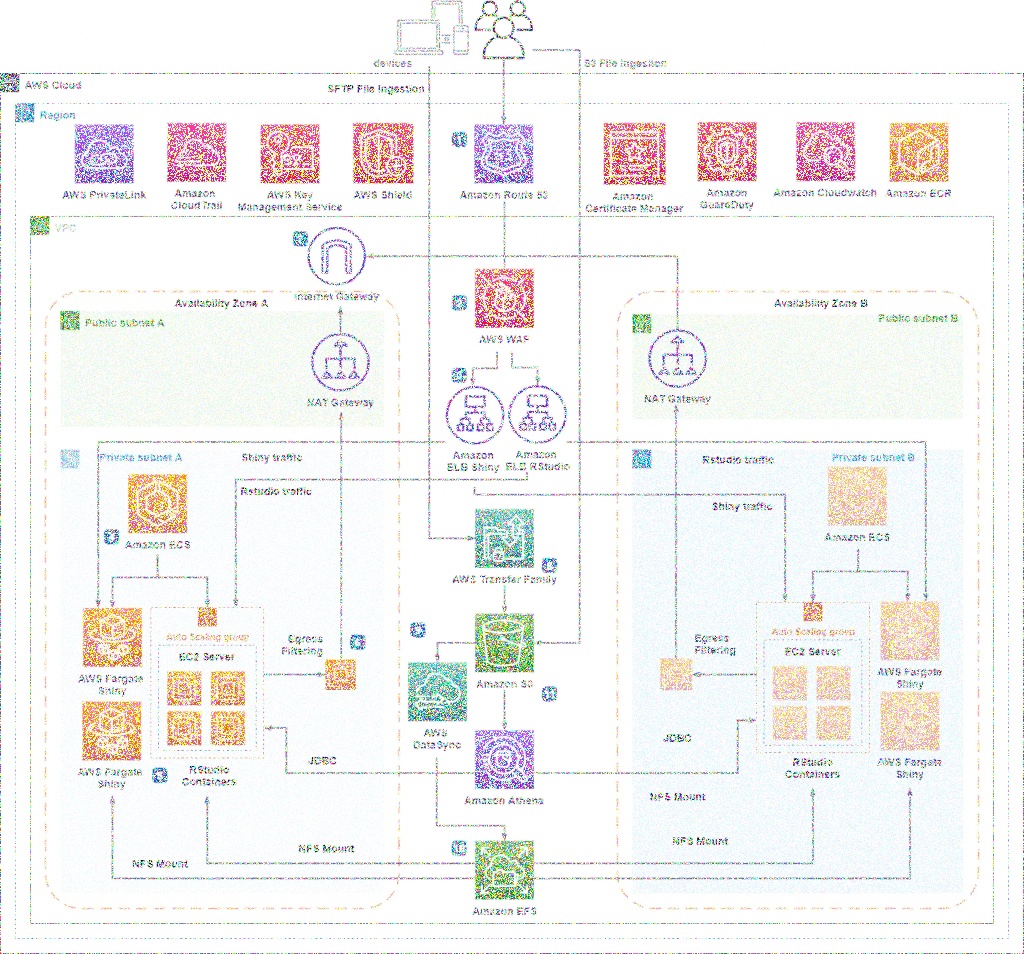 devices
S3 File Ingestion
AWS Cloud
SFTP File Ingestion
Region
AWS PrivateLink
Amazon
CloudTrail
AWS Key
Management Service
AWS Shield
Amazon Route 53
Amazon
Certificate Manager
Amazon
GuardDuty
Amazon Cloudwatch
Amazon ECR
VPC
Internet Gateway
Availability Zone A
Availability Zone B
Public subnet A
Public subnet B
AWS WAF
NAT Gateway
NAT Gateway
Amazon
ELB Shiny
Amazon
ELB RStudio
Private subnet A
Shiny traffic
Rstudio traffic
Private subnet B
Rstudio traffic
Shiny traffic
Amazon ECS
Amazon ECS
AWS Transfer Family
Auto Scaling group
EC2 Server
Egress
Filtering
Egress
Filtering
Auto Scaling group
EC2 Server
AWS Fargate
Shiny
Amazon S3
AWS Fargate
Shiny
AWS
DataSync
JDBC
JDBC
AWS Fargate
Shiny
RStudio
Containers
RStudio
Containers
AWS Fargate
Shiny
Amazon Athena
NFS Mount
NFS Mount
NFS Mount
NFS Mount
Amazon EFS